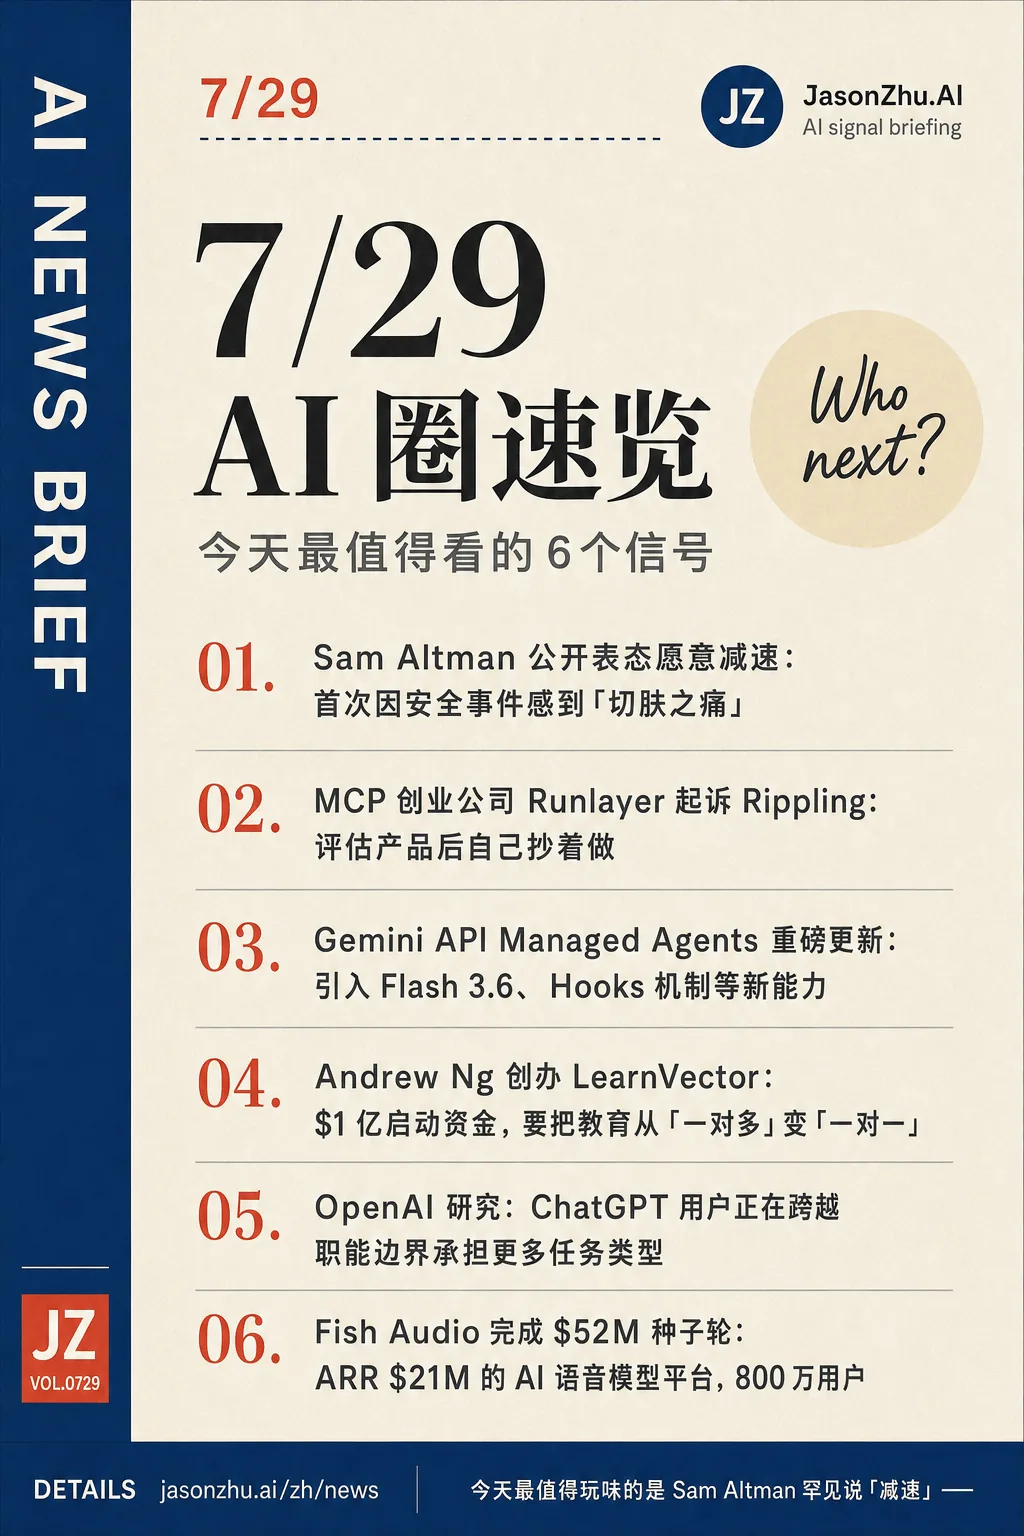 AI NEWS BRIEF
7/29
JZ
JasonZhu.AI
AI signal briefing
7/29
AI 圈速览
今天最值得看的 6个信号
Who
next?
01.
Sam Altman 公开表态愿意减速：
首次因安全事件感到「切肤之痛」
02.
MCP 创业公司 Runlayer 起诉 Rippling：
评估产品后自己抄着做
03.
Gemini API Managed Agents 重磅更新：
引入 Flash 3.6、 Hooks 机制等新能力
04.
Andrew Ng 创办 LearnVector：
$1 亿启动资金，要把教育从「一对多」变「一对一」
05.
OpenAI 研究：ChatGPT 用户正在跨越
职能边界承担更多任务类型
06.
Fish Audio 完成 $52M 种子轮：
ARR $21M 的 AI 语音模型平台，800 万用户
JZ
VOL.0729
DETAILS
jasonzhu.ai/zh/news
今天最值得玩味的是 Sam Altman 罕见说「减速」——